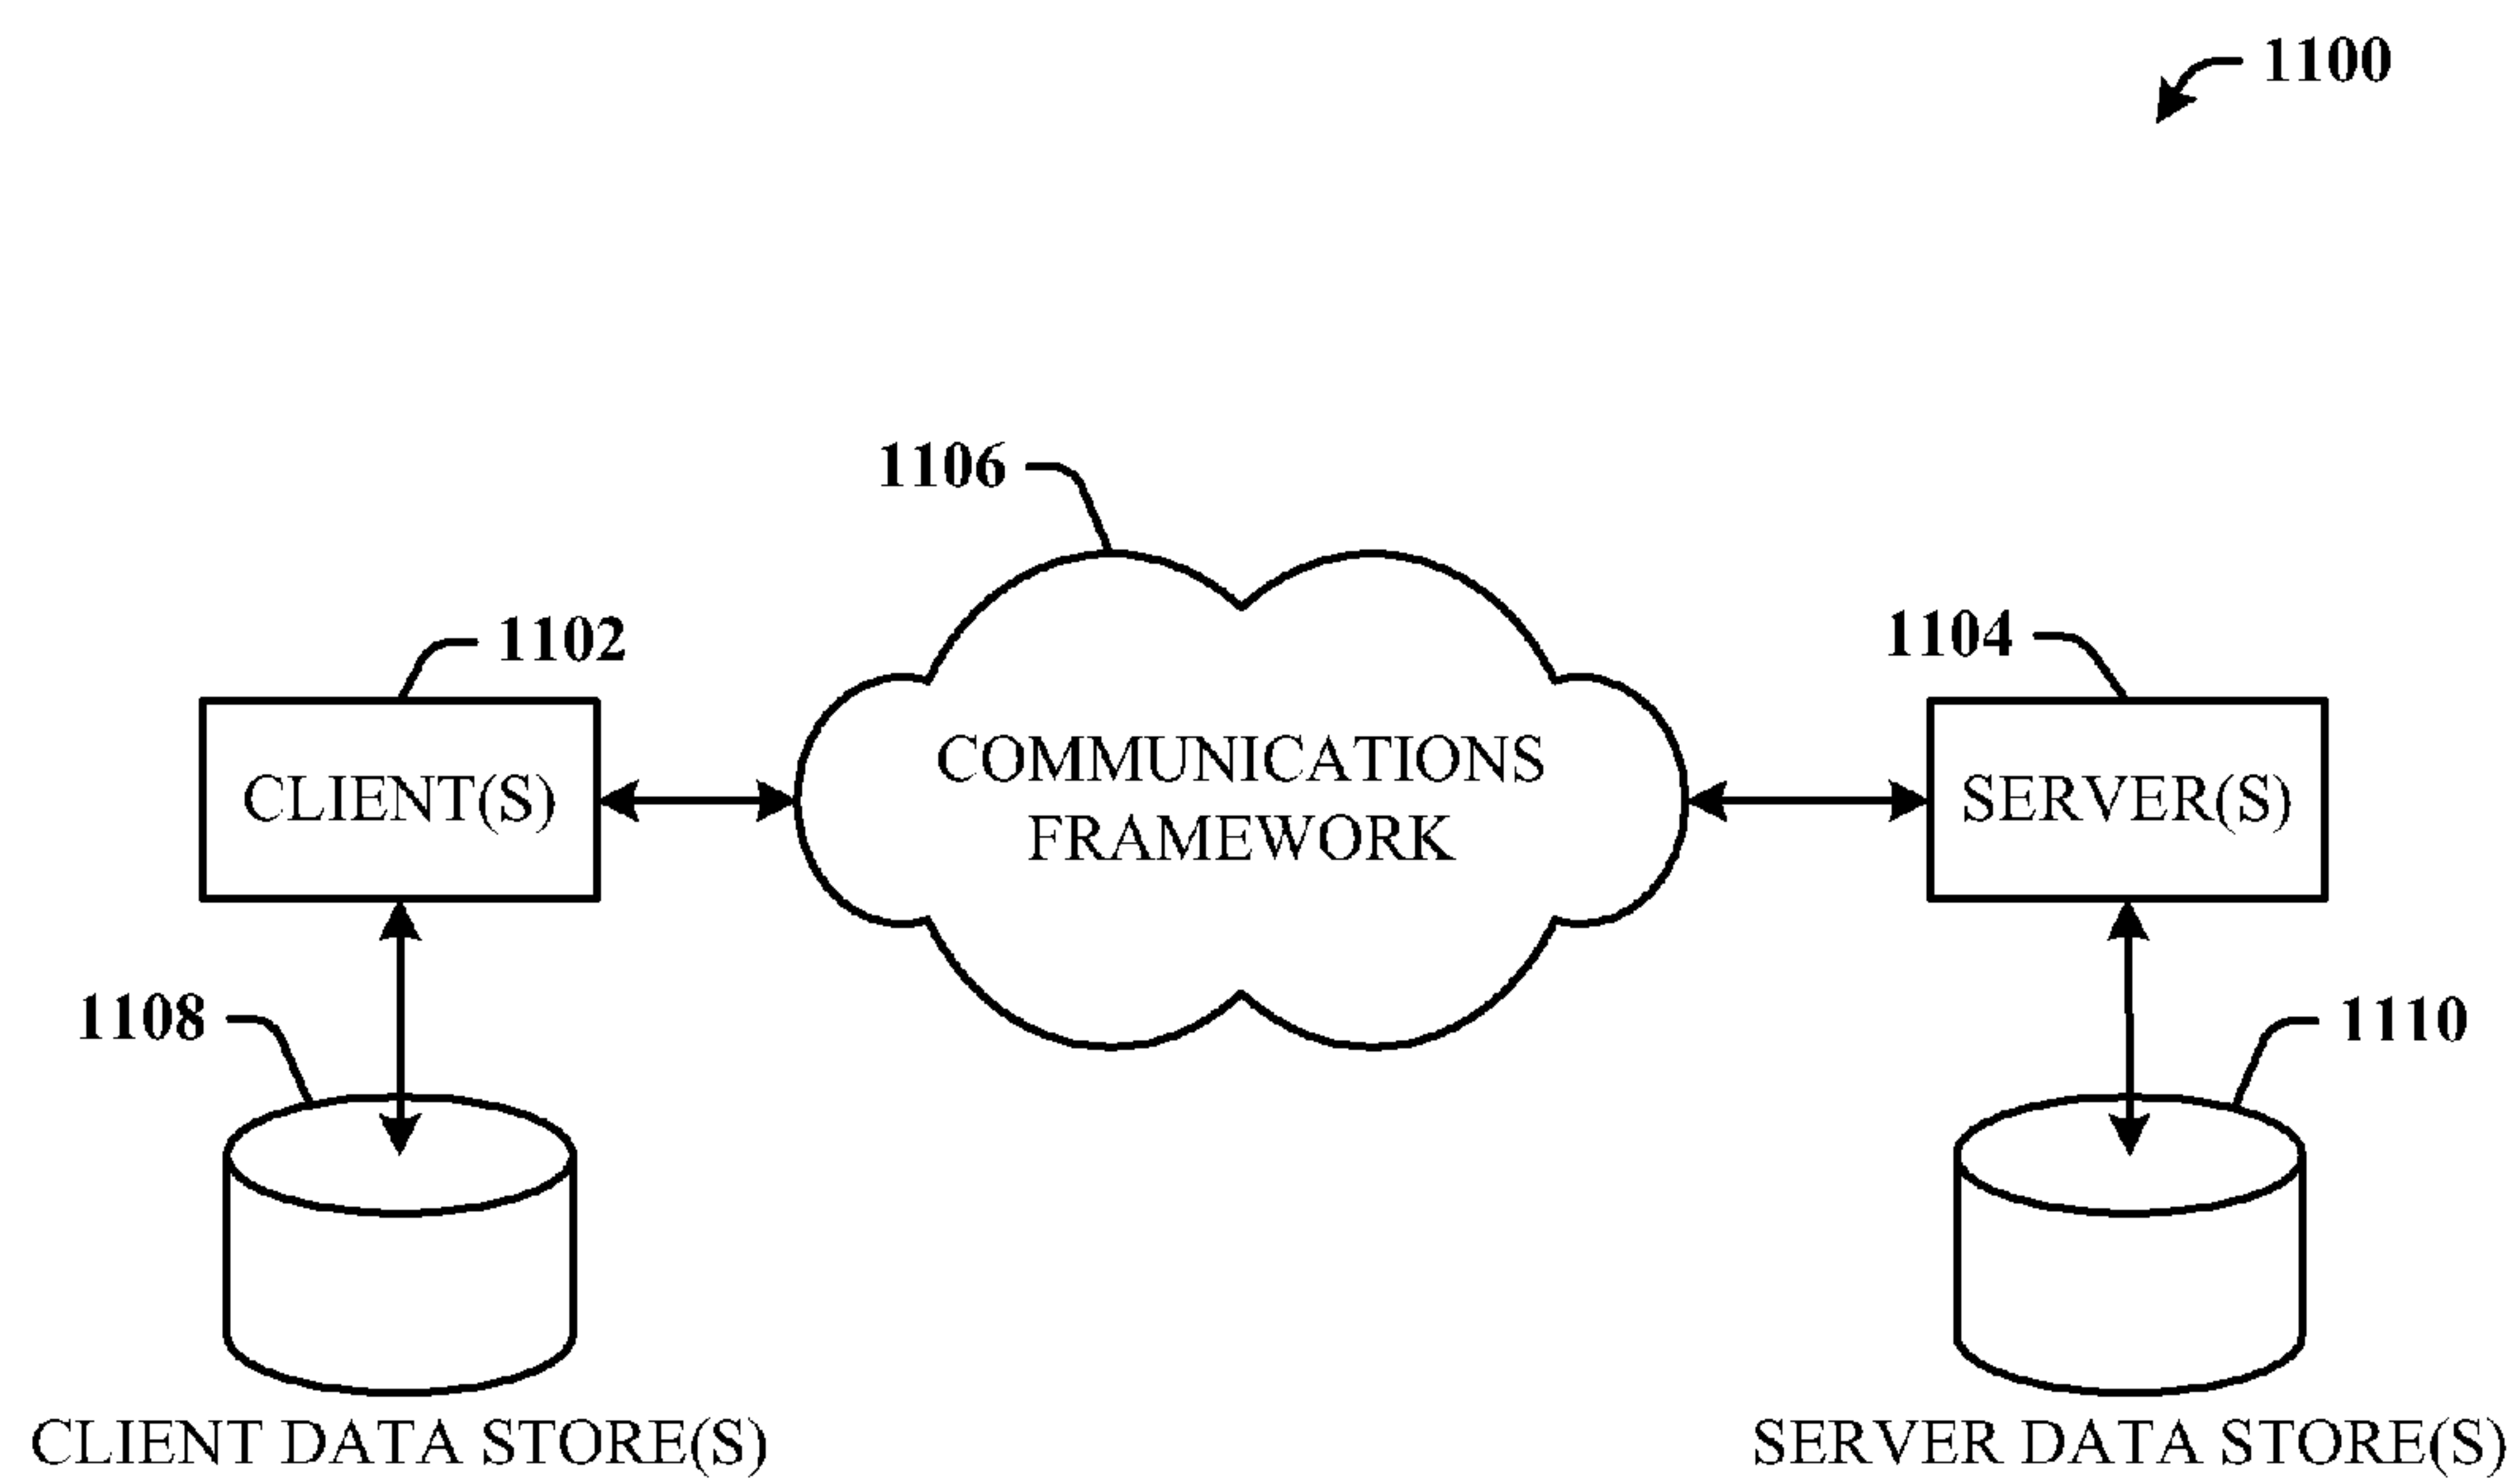 1100
1106
1102
1104
CLIENT(S)
COMMUNICATIONS
FRAMEWORK
SERVER(S)
1108
1110
CLIENT DATA STORE(S)
SERVER DATA STORE(S)